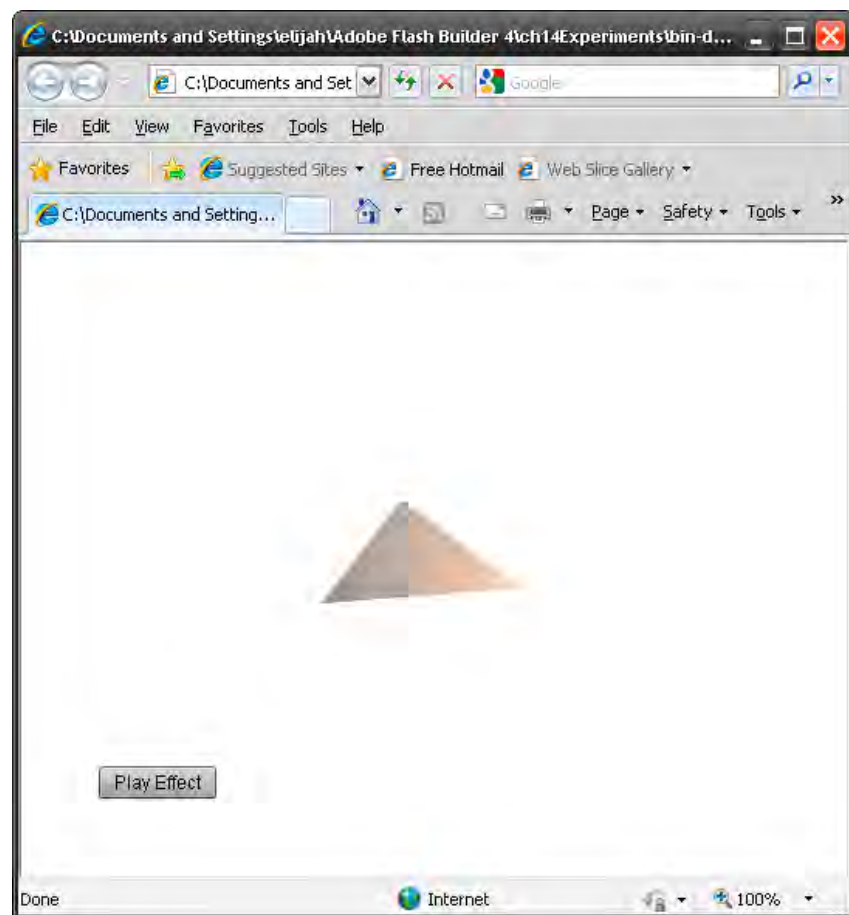 C:\Documents and Settings\elijah\Adobe Flash Builder 4\ch14Experiments\bin-d...
C:\Documents and Set Google
File Edit View Favorites Tools Help
Favorites Suggested Sites Free Hotmail Web Slice Gallery
C:\Documents and Setting... Page Safety Tools »
Play Effect
Done Internet 100%